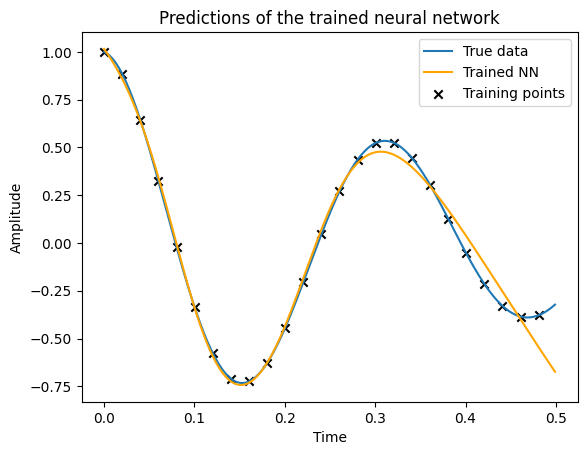 Predictions of the trained neural network
True data
Trained NN
Training points
Amplitude
1.00
0.75
0.50
0.25
0.00
−0.25
−0.50
−0.75
0.0
0.1
0.2
0.3
0.4
0.5
Time